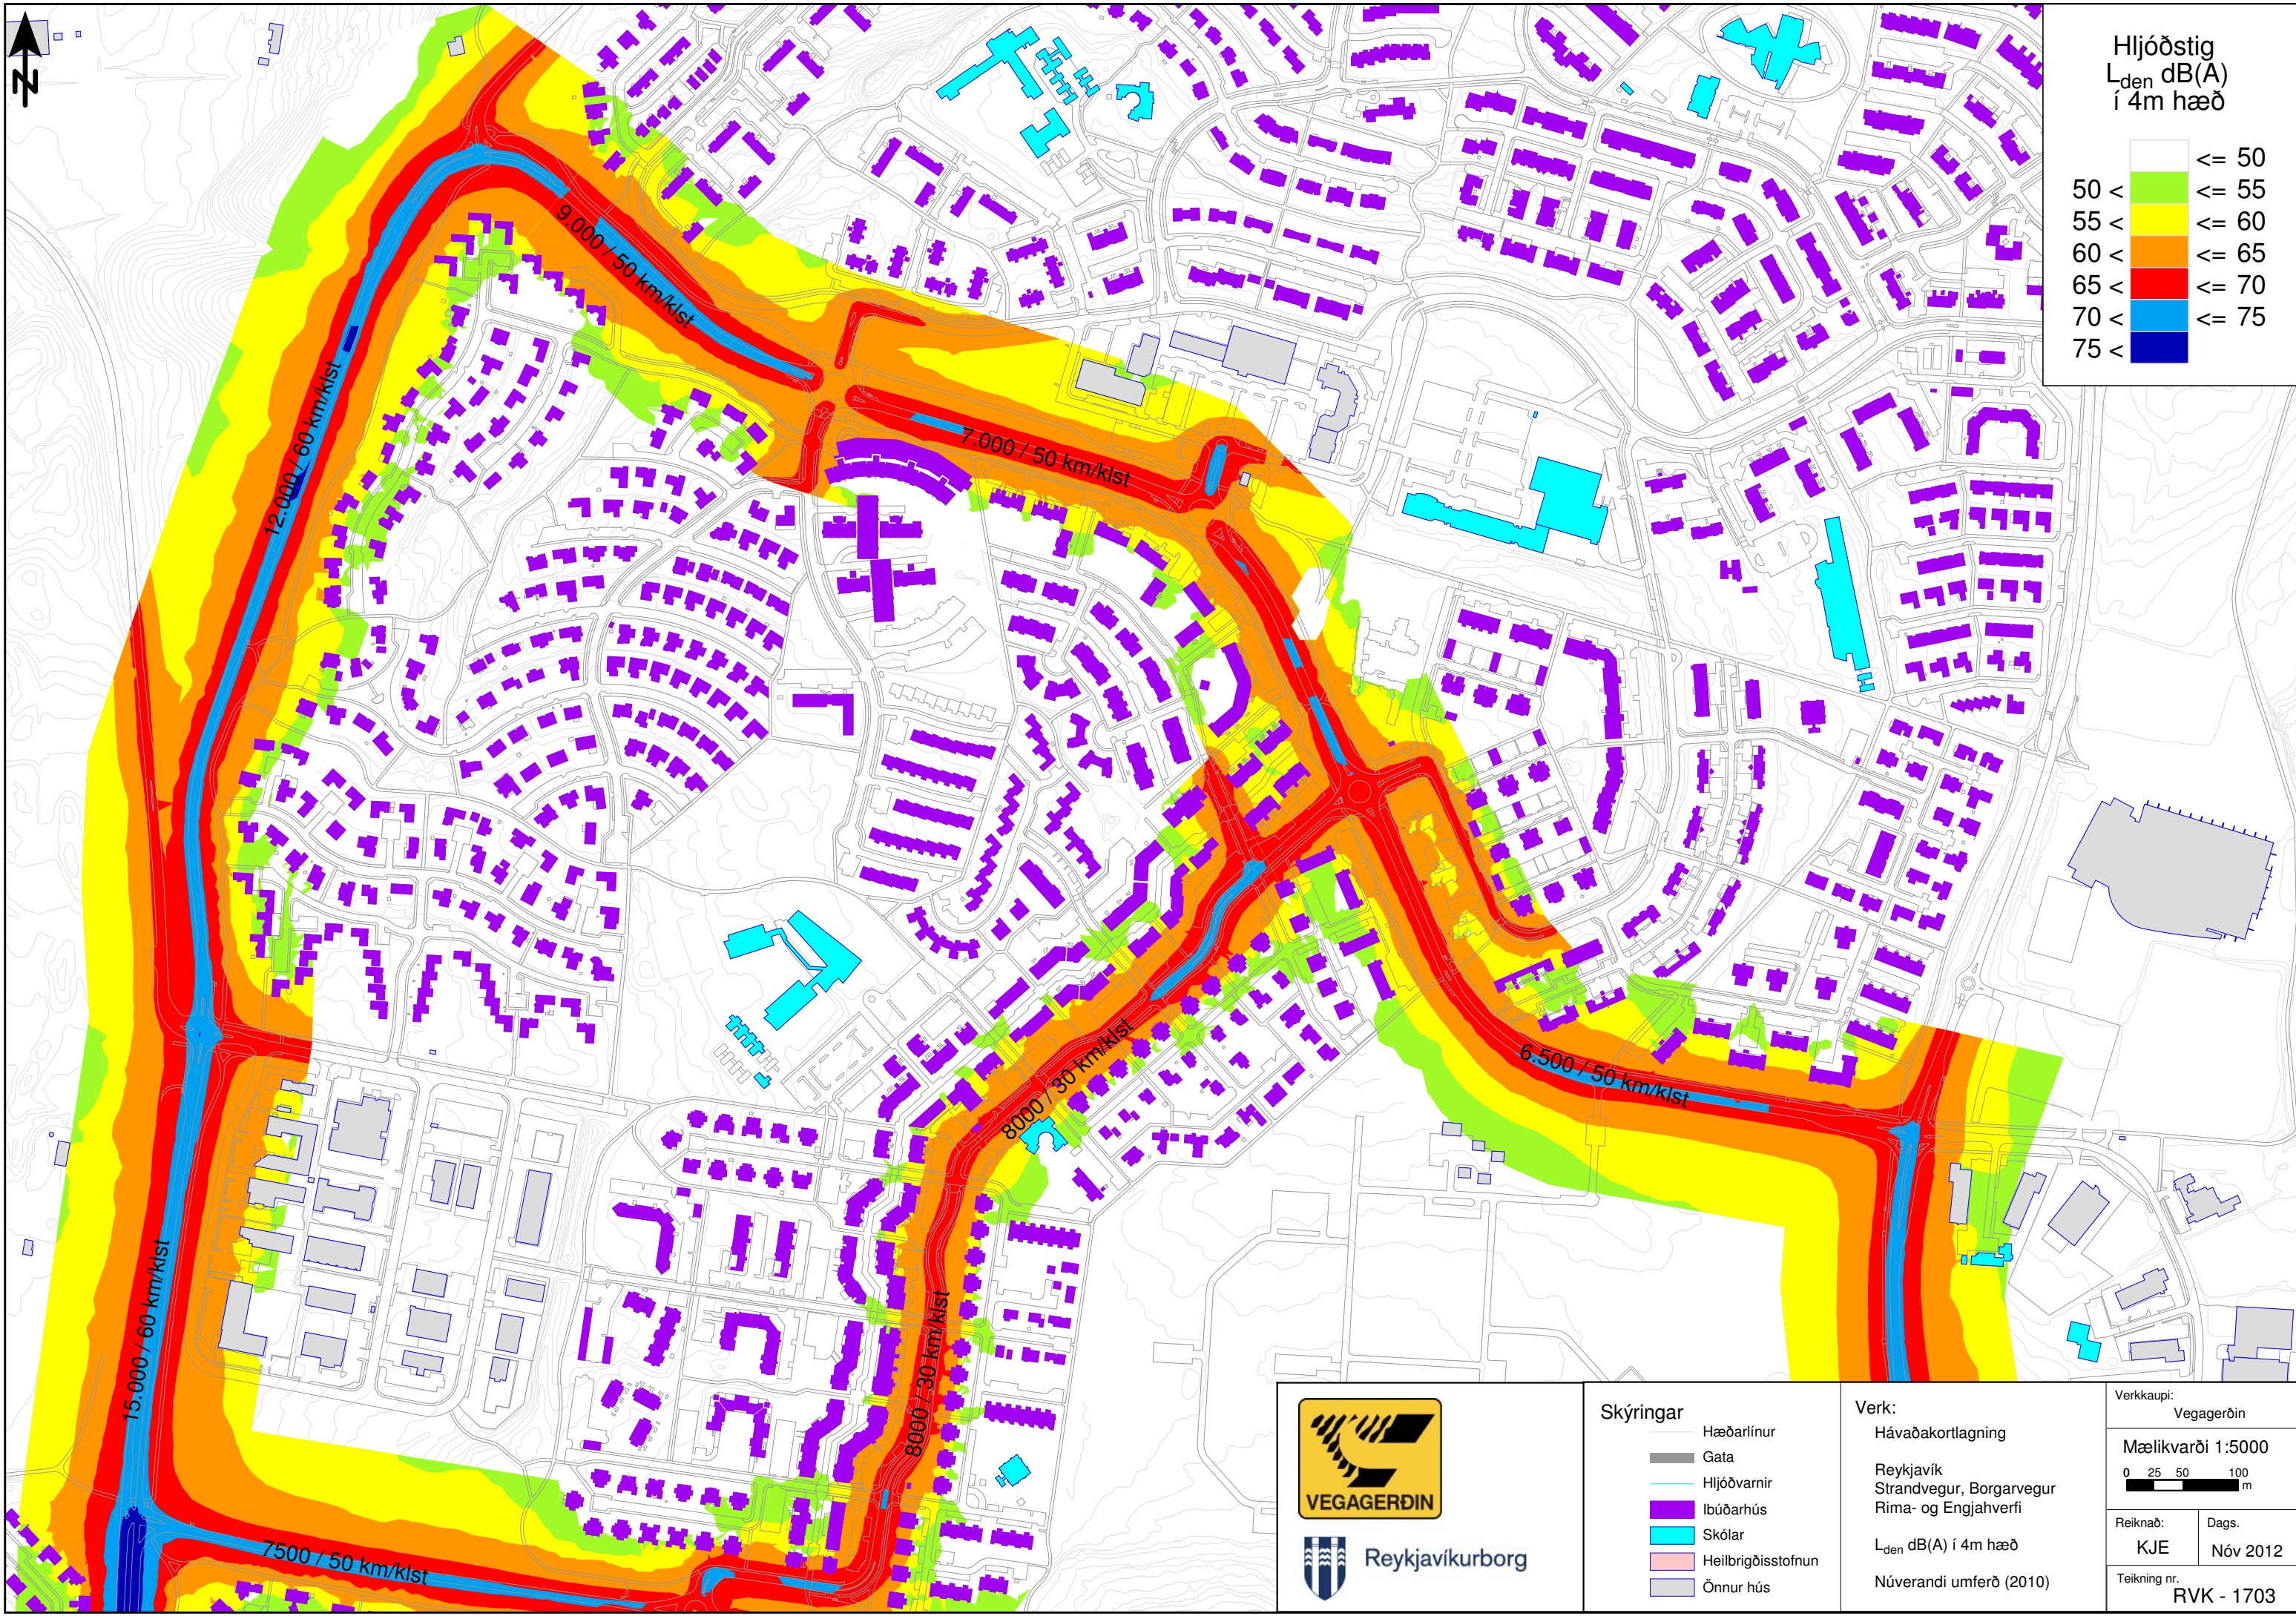 N
Hljóðstig
Lden dB(A)
í 4m hæð
<= 50
50 < <= 55
55 < <= 60
60 < <= 65
65 < <= 70
70 < <= 75
75 <
9.000 / 50 km/klst
12.000 / 60 km/klst
7.000 / 50 km/klst
8000 / 30 km/klst
6.500 / 50 km/klst
15.000 / 60 km/klst
8000 / 30 km/klst
7500 / 50 km/klst
VEGAGERÐIN
Reykjavíkurborg
Skýringar
Hæðarlínur
Gata
Hljóðvarnir
Ibúðarhús
Skólar
Heilbrigðisstofnun
Önnur hús
Verk:
Hávaðakortlagning
Reykjavík
Strandvegur, Borgarvegur
Rima- og Engjahverfi
Lden dB(A) í 4m hæð
Núverandi umferð (2010)
Verkkaupi:
Vegagerðin
Mælikvarði 1:5000
0 25 50 100
m
Reiknað:
KJE
Dags.
Nóv 2012
Teikning nr.
RVK - 1703